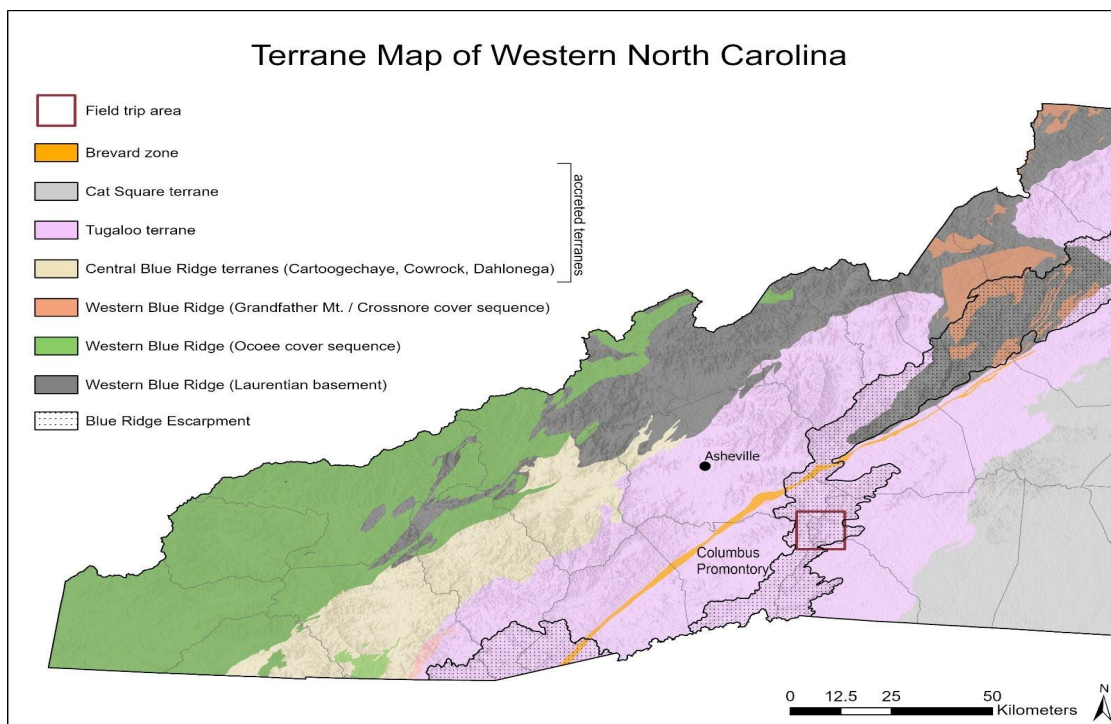 Terrane Map of Western North Carolina
Field trip area
Brevard zone
Cat Square terrane
Tugaloo terrane
Central Blue Ridge terranes (Cartoogechaye, Cowrock, Dahlonega)
accreted terranes
Western Blue Ridge (Grandfather Mt. / Crossnore cover sequence)
Western Blue Ridge (Ocoee cover sequence)
Western Blue Ridge (Laurentian basement)
Blue Ridge Escarpment
Asheville
Columbus
Promontory
0 12.5 25 50
Kilometers
N